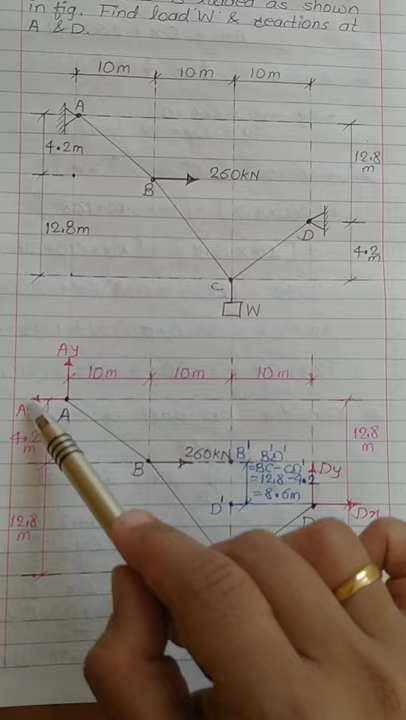 as shown
in fig. Find load 'W' & reactions at
A & D.
10m 10m 10m
A
4.2m
12.8
m
B 260KN
12.8m
D
4.2
m
C
W
Ay
10m 10m 10m
A
4.2
m
12.8
m
B 260KN B' B'D'
=BC-CD'
=12.8-4.2
=8.6m
Dy
D' D Dx
12.8
m